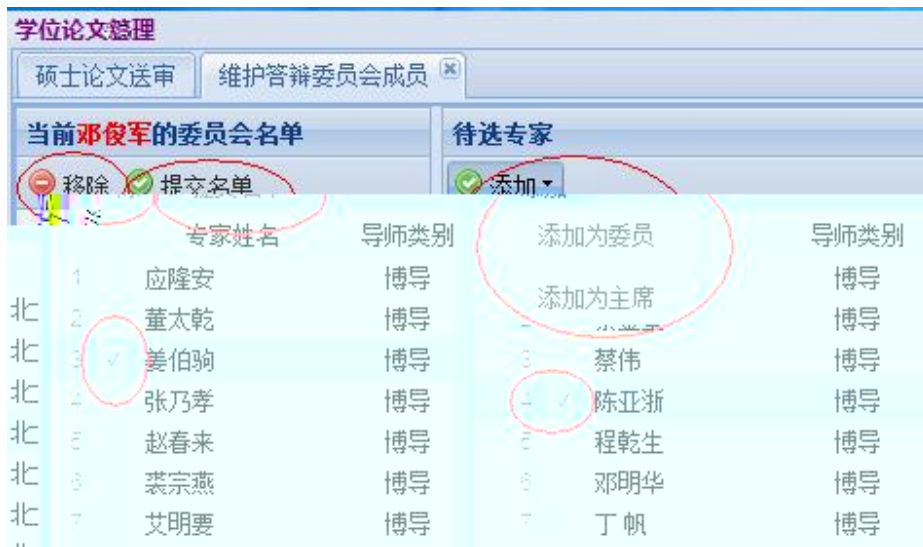 学位论文管理
硕士论文送审 维护答辩委员会成员
当前邓俊军的委员会名单 待选专家
移除 提交名单 添加
专家姓名 导师类别 添加为委员 导师类别
1 应隆安 博导 博导
添加为主席
北 2 董太乾 博导 博导
北 3 ✓ 姜伯驹 博导 3 蔡伟 博导
北 4 张乃孝 博导 4 ✓ 陈亚浙 博导
北 5 赵春来 博导 5 程乾生 博导
北 6 裘宗燕 博导 6 邓明华 博导
北 7 艾明要 博导 7 丁帆 博导